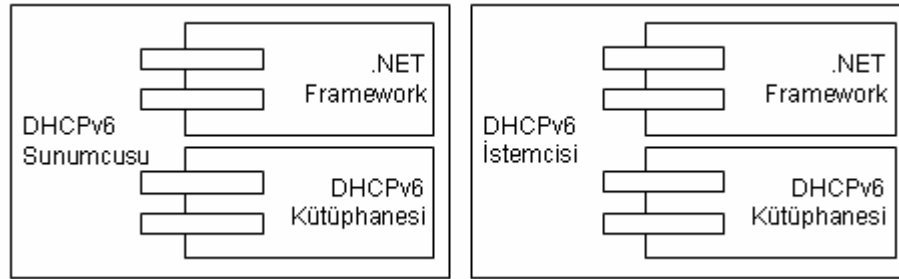 .NET
Framework
DHCPv6
Sunumcusu
DHCPv6
Kütüphanesi
.NET
Framework
DHCPv6
İstemcisi
DHCPv6
Kütüphanesi